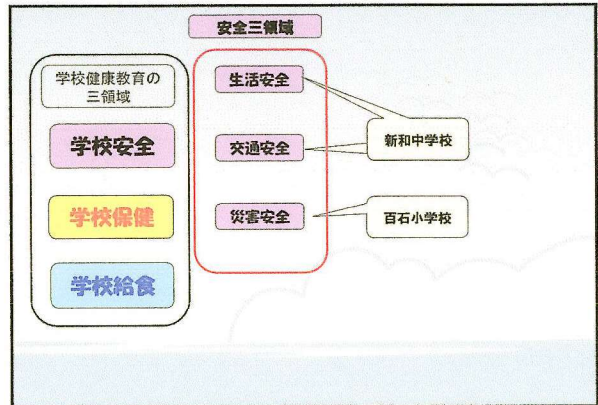 安全三領域
学校健康教育の
三領域
学校安全
学校保健
学校給食
生活安全
交通安全
災害安全
新和中学校
百石小学校